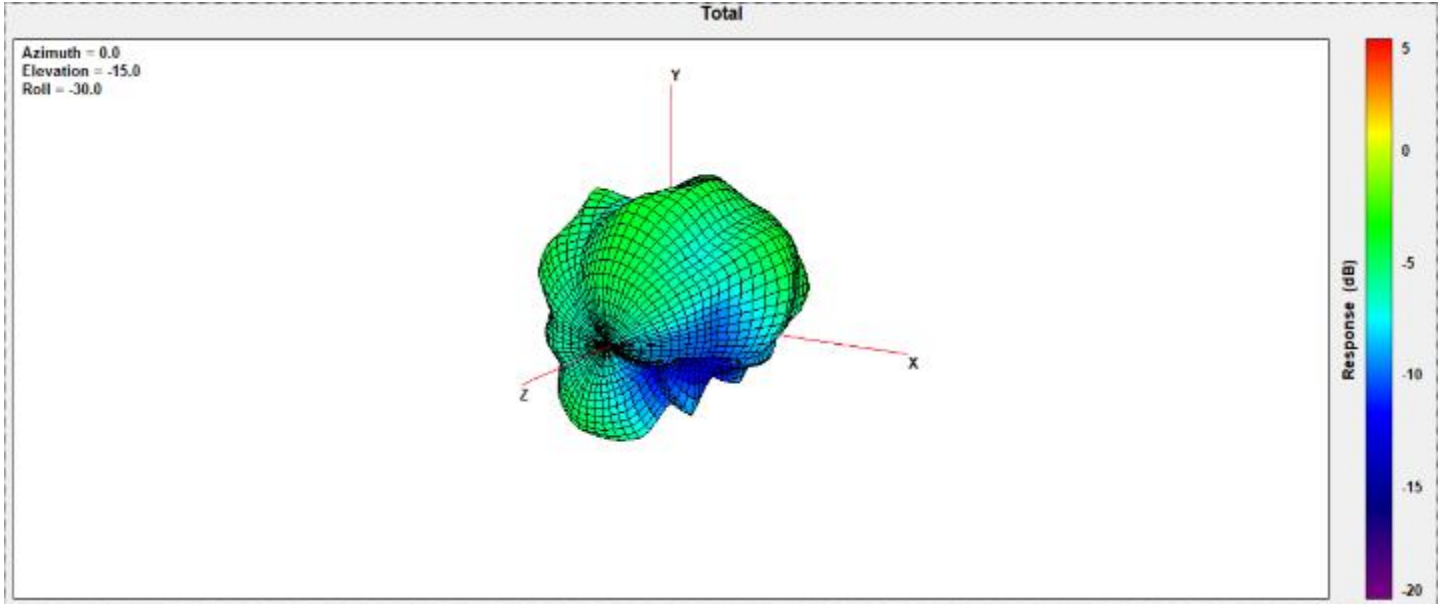 Total
Azimuth = 0.0
Elevation = -15.0
Roll = -30.0
Y
X
Z
5
0
-5
-10
-15
-20
Response (dB)